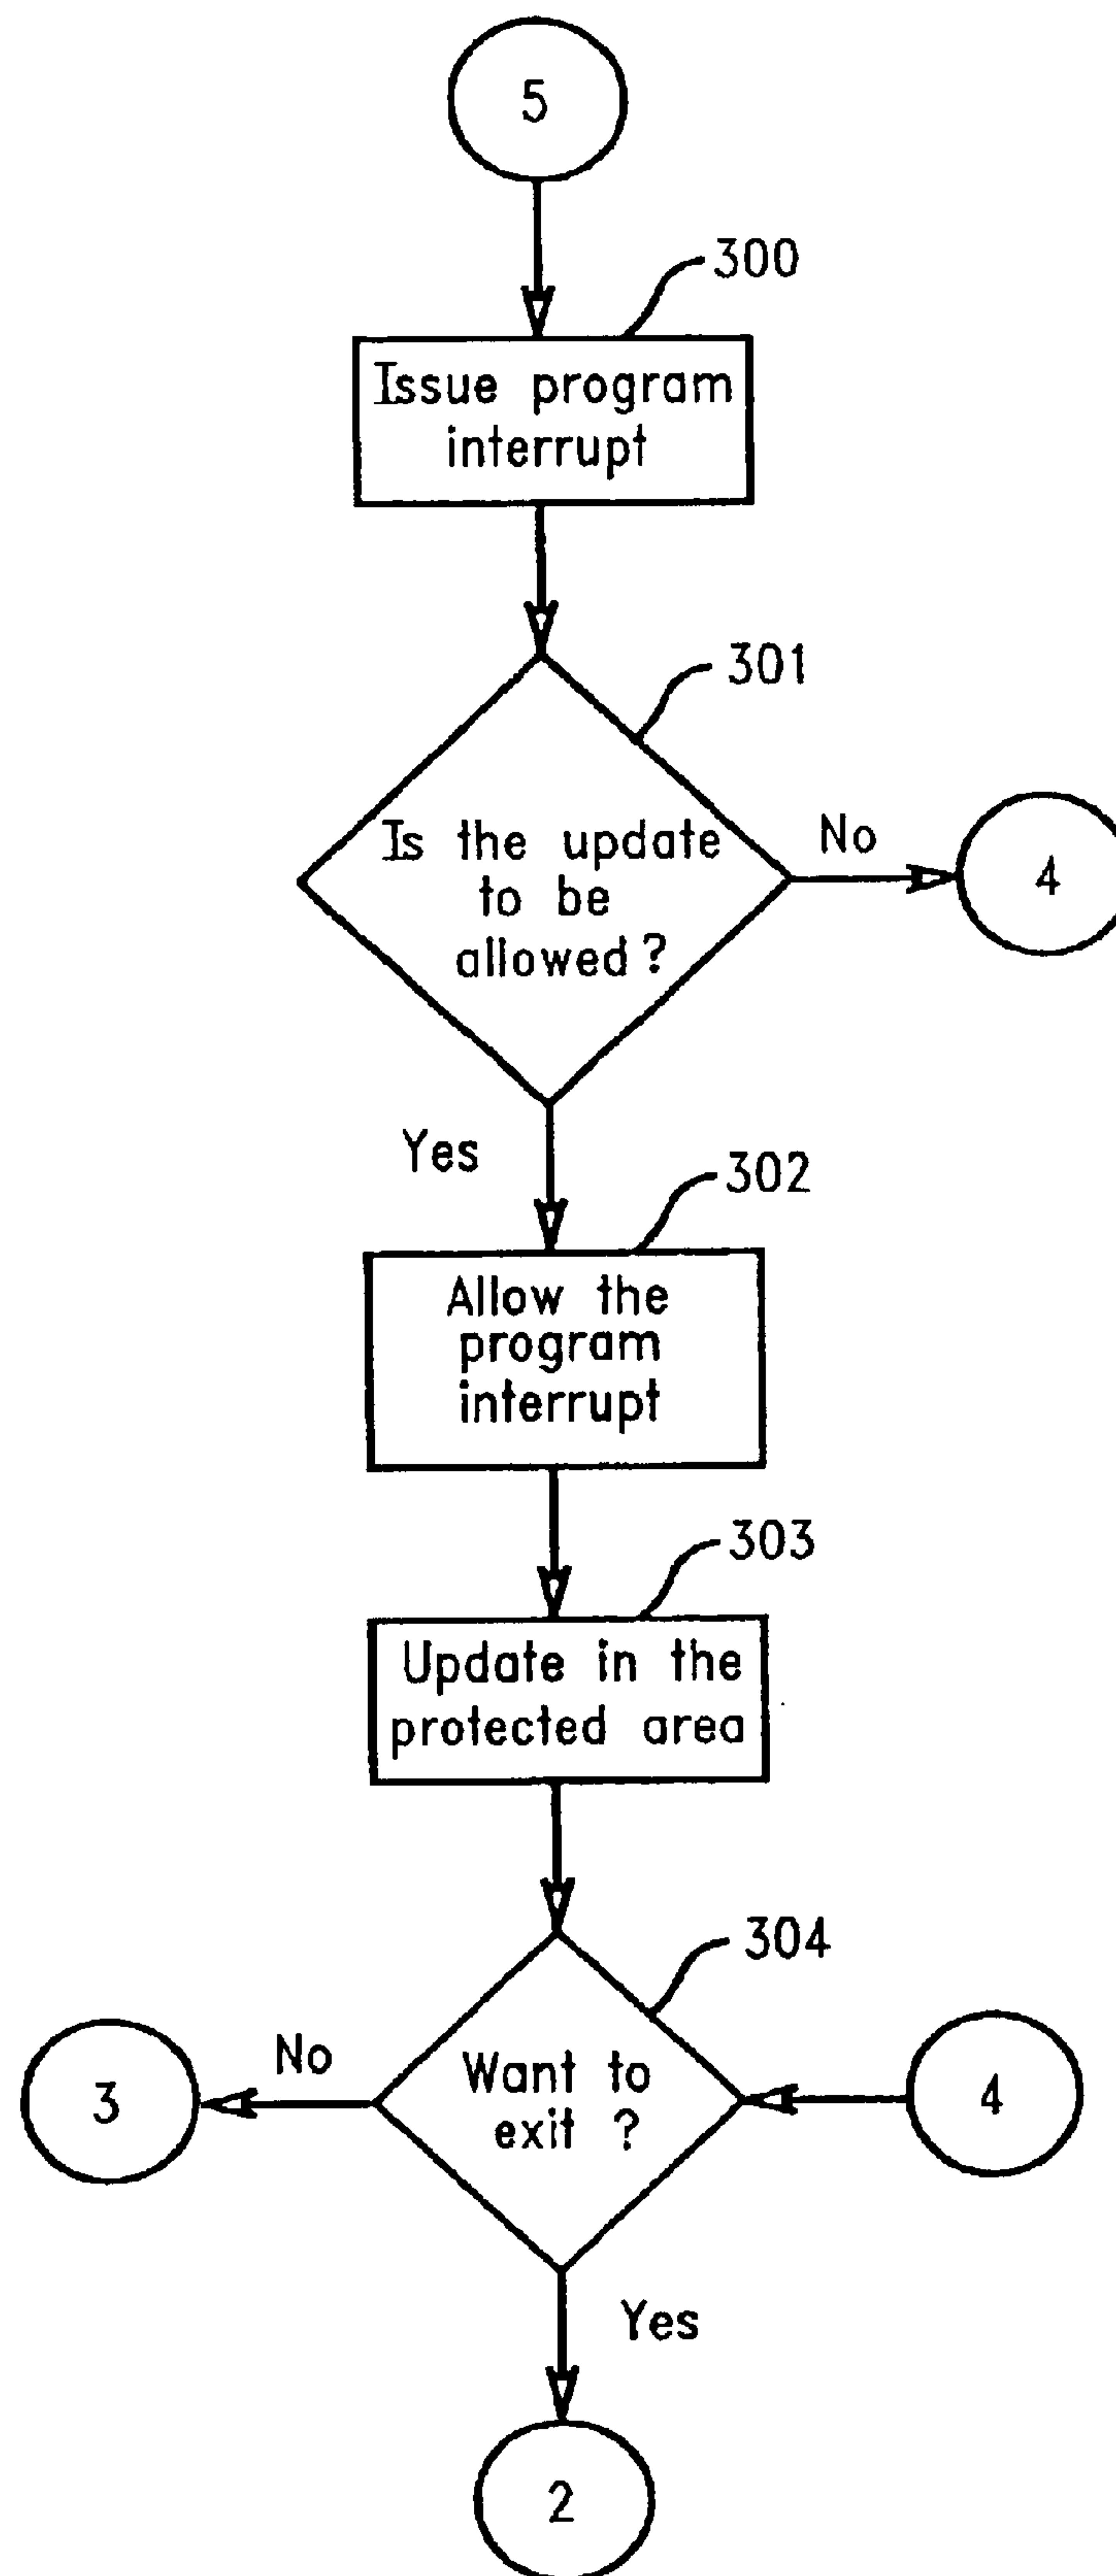 5
300
Issue program
interrupt
301
Is the update
to be
allowed?
No
4
Yes
302
Allow the
program
interrupt
303
Update in the
protected area
304
No
3
Want to
exit ?
4
Yes
2